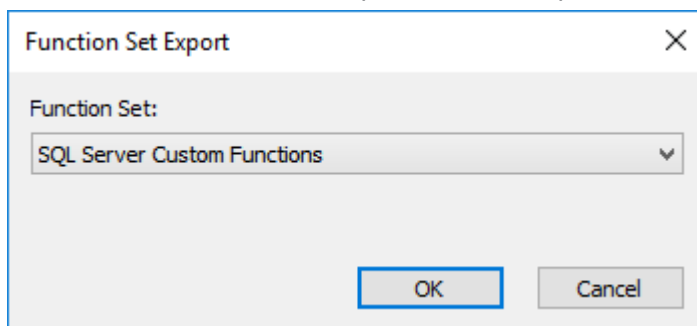 Function Set Export
Function Set:
SQL Server Custom Functions
OK
Cancel